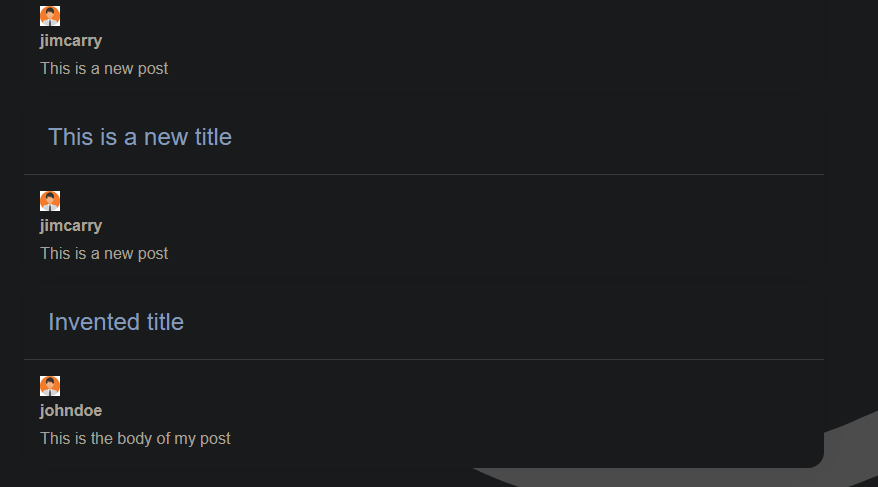 jimcarry
This is a new post
This is a new title
jimcarry
This is a new post
Invented title
johndoe
This is the body of my post